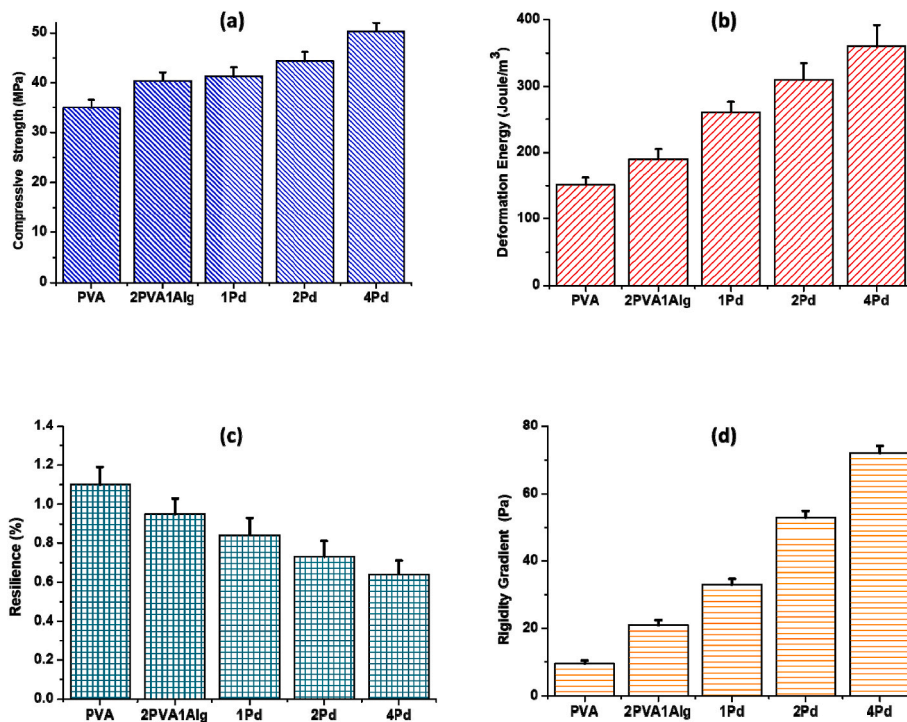 (a)
Compressive Strength (MPa)
50
40
30
20
10
0
PVA 2PVA1Alg 1Pd 2Pd 4Pd
(b)
Deformation Energy (Joule/m³)
400
300
200
100
0
PVA 2PVA1Alg 1Pd 2Pd 4Pd
(c)
Resilience (%)
1.4
1.2
1.0
0.8
0.6
0.4
0.2
0.0
PVA 2PVA1Alg 1Pd 2Pd 4Pd
(d)
Rigidity Gradient (Pa)
80
60
40
20
0
PVA 2PVA1Alg 1Pd 2Pd 4Pd